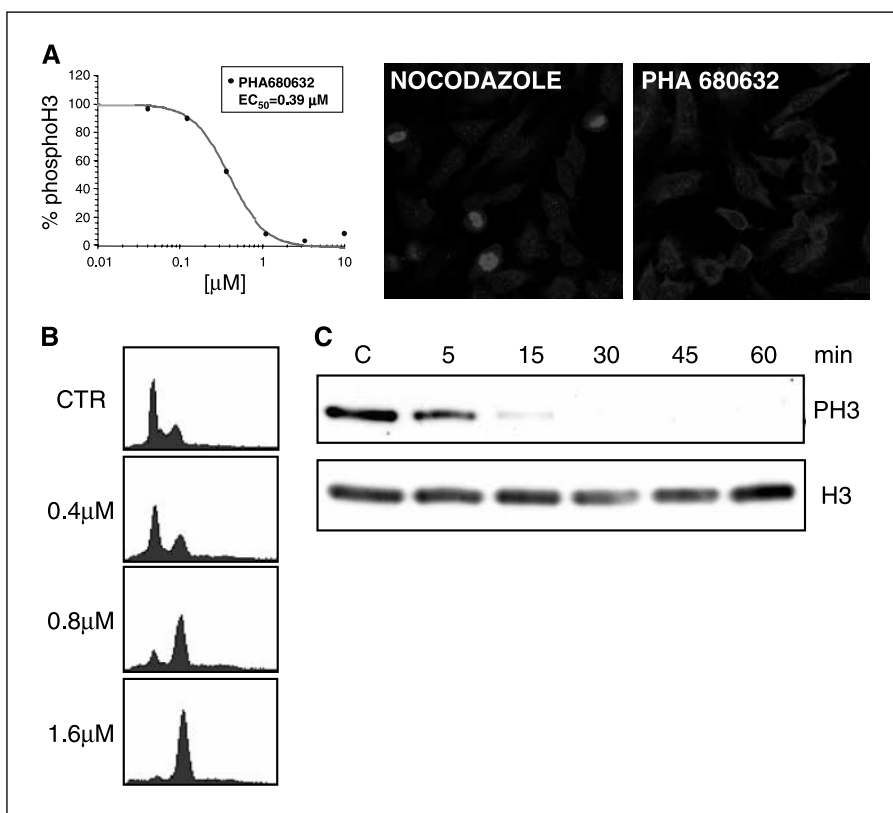 A
120
100
80
60
40
20
0
% phosphoH3
0.01 0.1 1 10
[μM]
PHA680632
EC50=0.39 μM
NOCODAZOLE
PHA 680632
B
CTR
0.4μM
0.8μM
1.6μM
C
C 5 15 30 45 60 min
PH3
H3